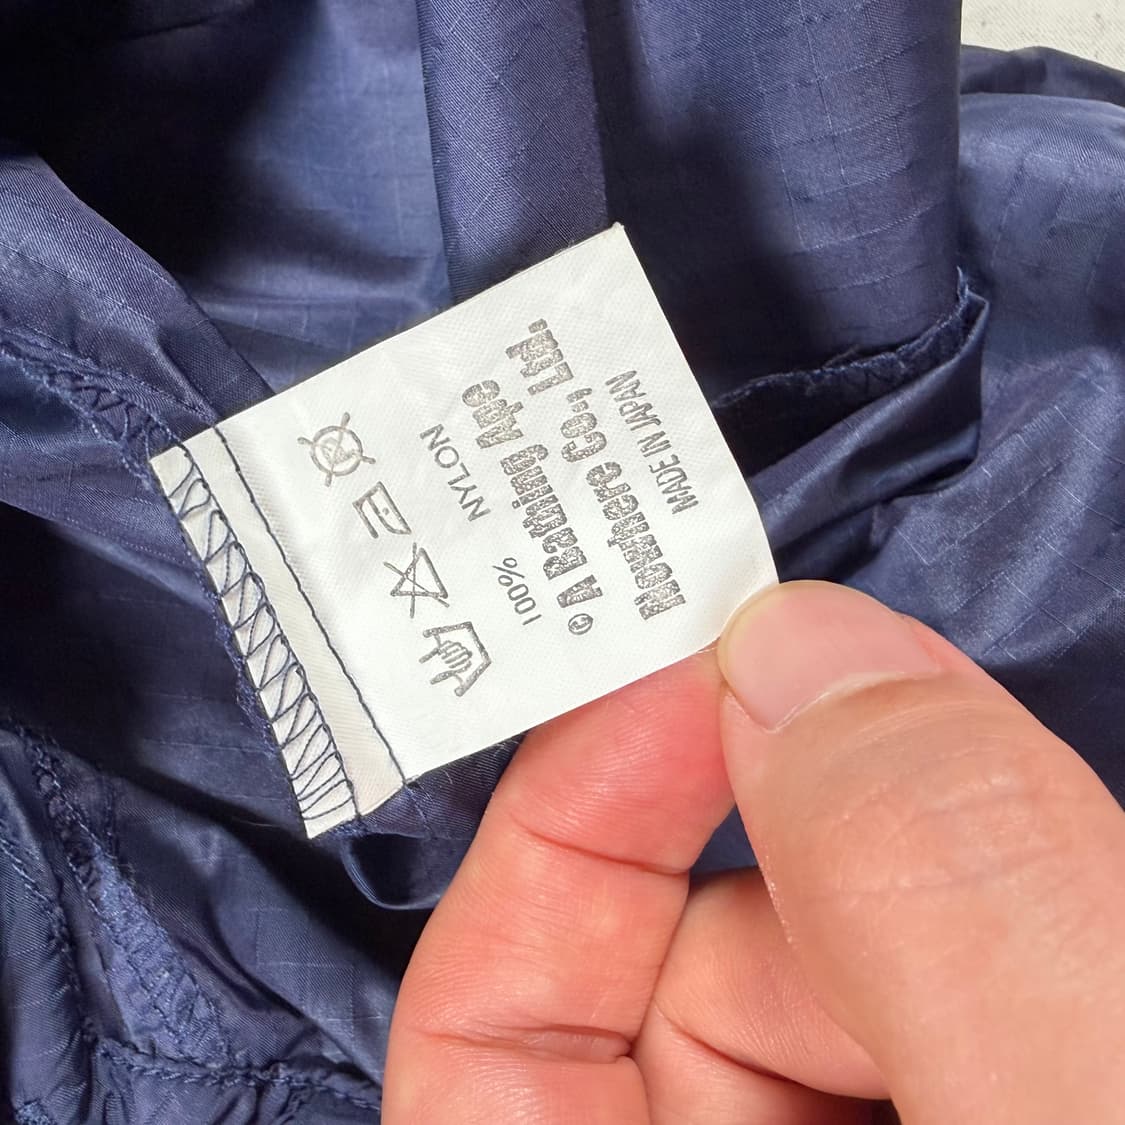 100% NYLON
© A Bathing Ape
Nowhere Co., Ltd.
MADE IN JAPAN